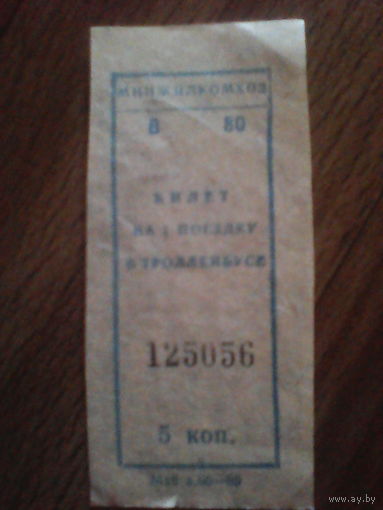 МИНЖИЛКОМХОЗ
В 80
БИЛЕТ
НА 1 ПОЕЗДКУ
В ТРОЛЛЕЙБУСЕ
125056
5 коп.
www.ay.by